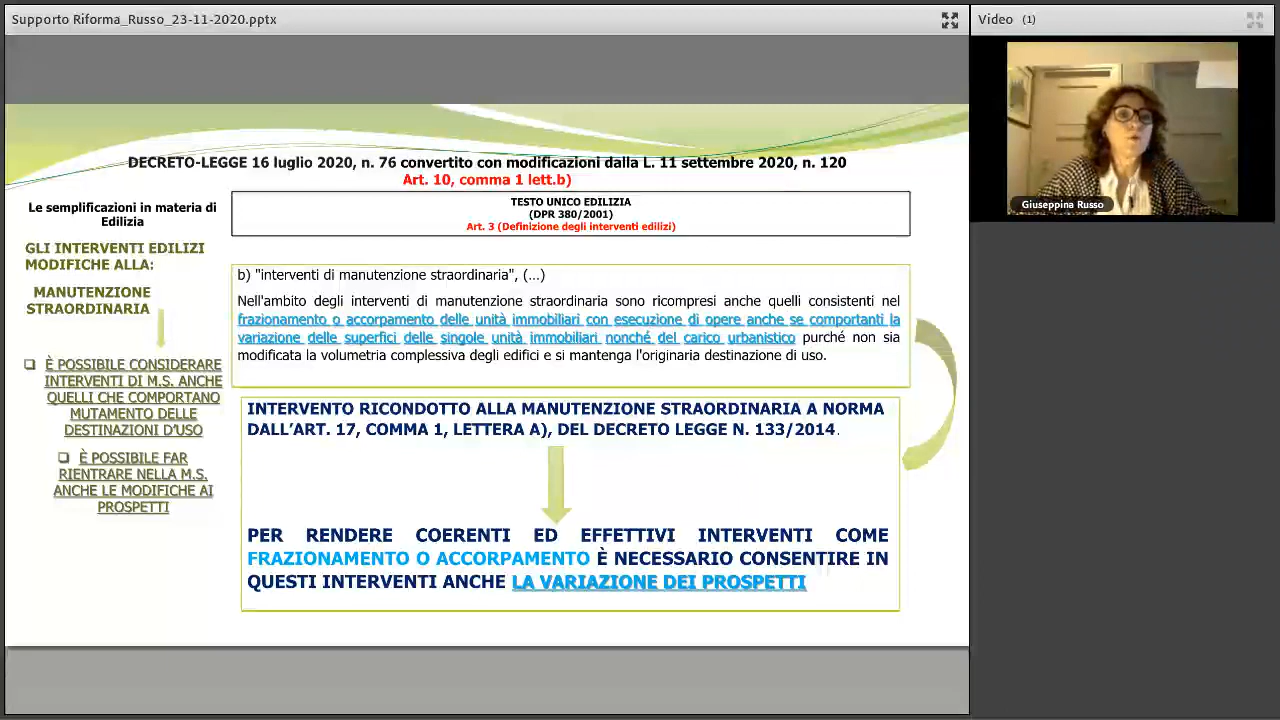 Supporto Riforma_Russo_23-11-2020.pptx
Video (1)
Giuseppina Russo
DECRETO-LEGGE 16 luglio 2020, n. 76 convertito con modificazioni dalla L. 11 settembre 2020, n. 120
Art. 10, comma 1 lett.b)
Le semplificazioni in materia di
Edilizia
GLI INTERVENTI EDILIZI
MODIFICHE ALLA:
MANUTENZIONE
STRAORDINARIA
❑ È POSSIBILE CONSIDERARE
INTERVENTI DI M.S. ANCHE
QUELLI CHE COMPORTANO
MUTAMENTO DELLE
DESTINAZIONI D'USO
❑ È POSSIBILE FAR
RIENTRARE NELLA M.S.
ANCHE LE MODIFICHE AI
PROSPETTI
TESTO UNICO EDILIZIA
(DPR 380/2001)
Art. 3 (Definizione degli interventi edilizi)
b) "interventi di manutenzione straordinaria", (...)
Nell'ambito degli interventi di manutenzione straordinaria sono ricompresi anche quelli consistenti nel
frazionamento o accorpamento delle unità immobiliari con esecuzione di opere anche se comportanti la
variazione delle superfici delle singole unità immobiliari nonché del carico urbanistico purché non sia
modificata la volumetria complessiva degli edifici e si mantenga l'originaria destinazione di uso.
INTERVENTO RICONDOTTO ALLA MANUTENZIONE STRAORDINARIA A NORMA
DALL'ART. 17, COMMA 1, LETTERA A), DEL DECRETO LEGGE N. 133/2014.
PER RENDERE COERENTI ED EFFETTIVI INTERVENTI COME
FRAZIONAMENTO O ACCORPAMENTO È NECESSARIO CONSENTIRE IN
QUESTI INTERVENTI ANCHE LA VARIAZIONE DEI PROSPETTI